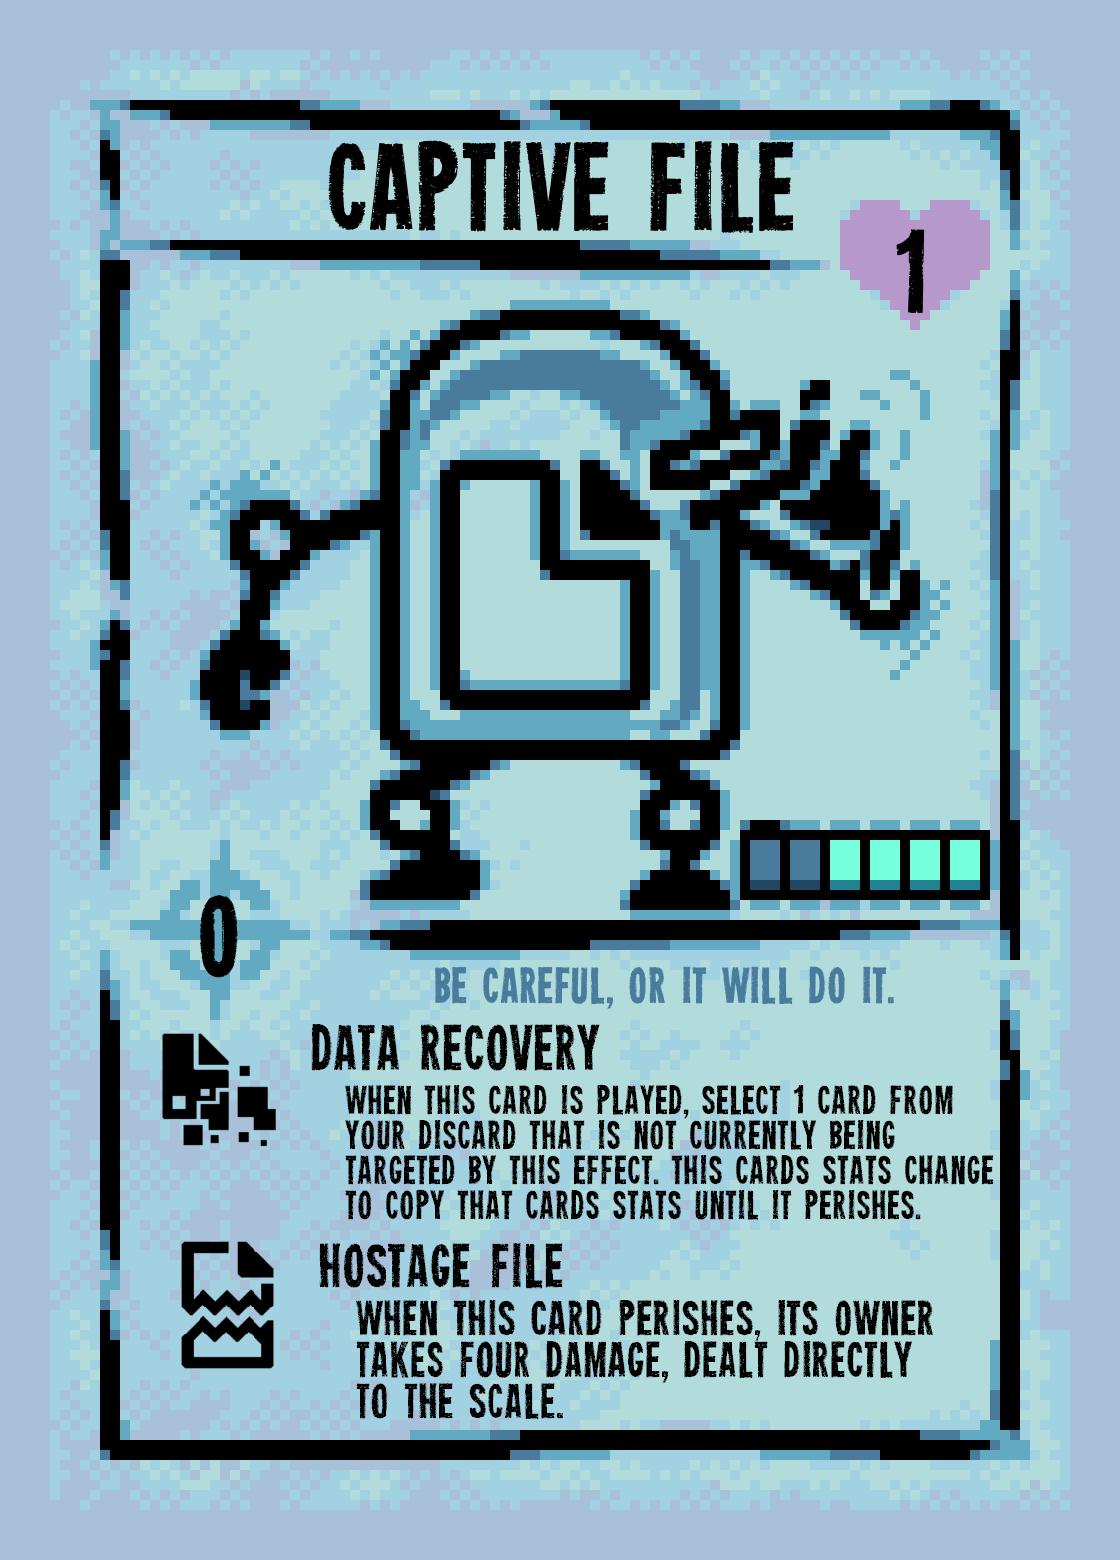 CAPTIVE FILE
1
0
BE CAREFUL, OR IT WILL DO IT.
DATA RECOVERY
WHEN THIS CARD IS PLAYED, SELECT 1 CARD FROM
YOUR DISCARD THAT IS NOT CURRENTLY BEING
TARGETED BY THIS EFFECT. THIS CARDS STATS CHANGE
TO COPY THAT CARDS STATS UNTIL IT PERISHES.
HOSTAGE FILE
WHEN THIS CARD PERISHES, ITS OWNER
TAKES FOUR DAMAGE, DEALT DIRECTLY
TO THE SCALE.